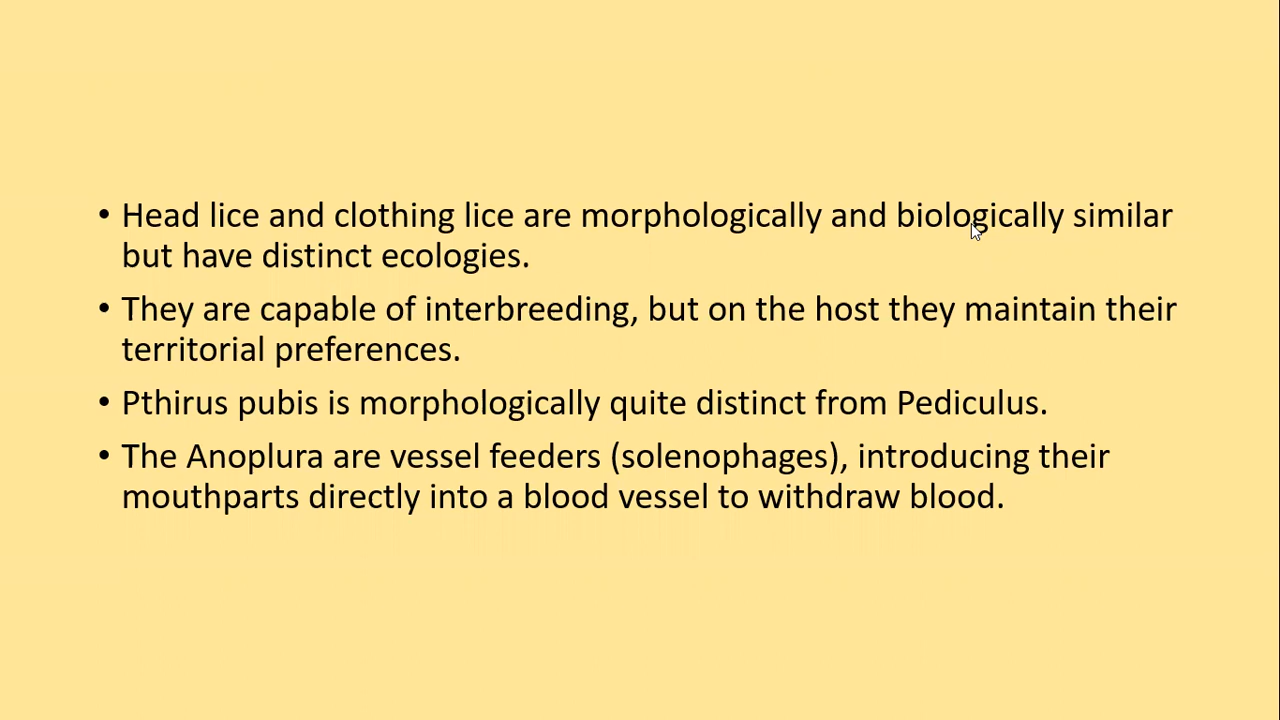 • Head lice and clothing lice are morphologically and biologically similar
but have distinct ecologies.
• They are capable of interbreeding, but on the host they maintain their
territorial preferences.
• Pthirus pubis is morphologically quite distinct from Pediculus.
• The Anoplura are vessel feeders (solenophages), introducing their
mouthparts directly into a blood vessel to withdraw blood.